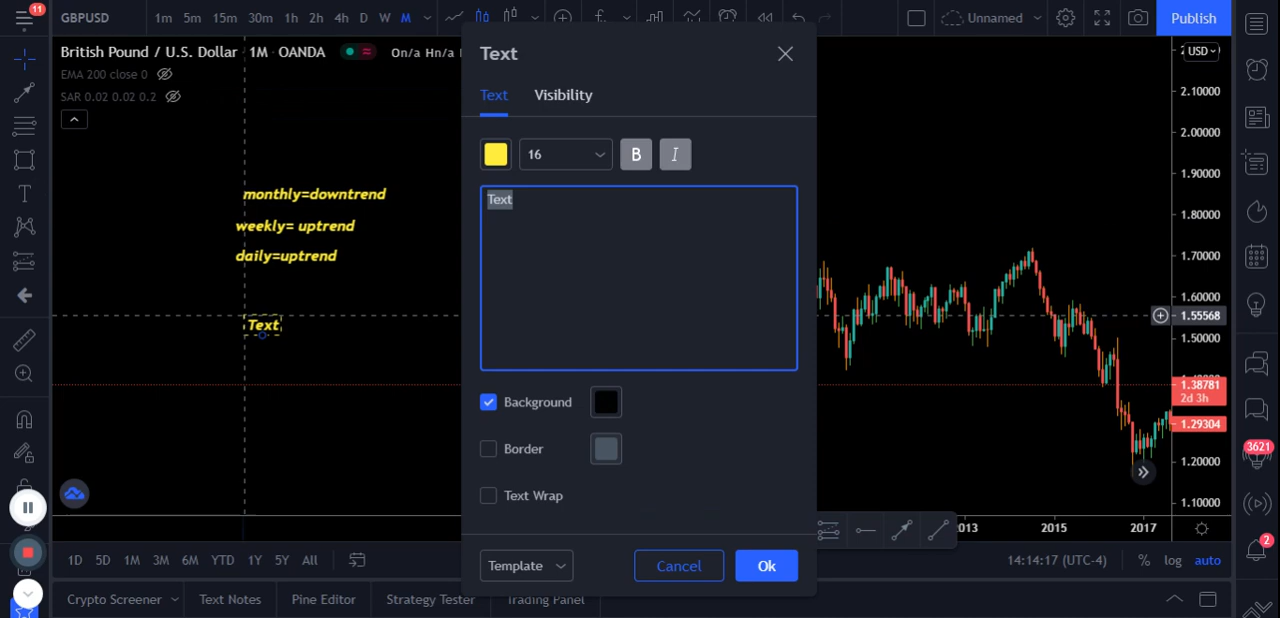 11
GBPUSD
1m 5m 15m 30m 1h 2h 4h D W M
Unnamed
Publish
British Pound / U.S. Dollar 1M OANDA
On/a Hn/a
EMA 200 close 0
SAR 0.02 0.02 0.2
USD
monthly=downtrend
weekly= uptrend
daily=uptrend
Text
Text
Text Visibility
16
B I
Text
Background
Border
Text Wrap
Template
Cancel
Ok
2.10000
2.00000
1.90000
1.80000
1.70000
1.60000
1.55568
1.50000
1.38781
2d 3h
1.29304
1.20000
1.10000
2015 2017
1D 5D 1M 3M 6M YTD 1Y 5Y All
14:14:17 (UTC-4) % log auto
Crypto Screener Text Notes Pine Editor Strategy Tester Trading Panel
3621
2